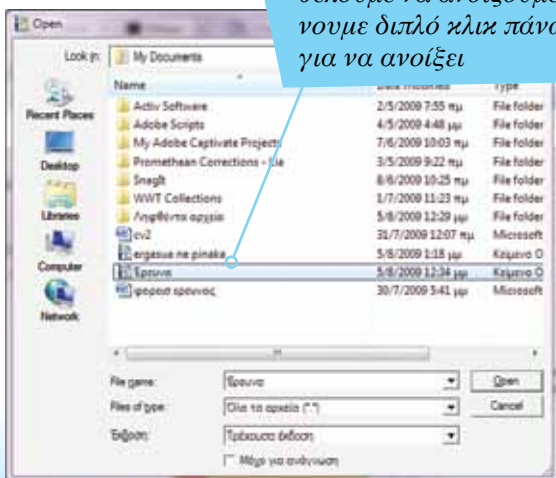 θέλουμε να ανοίξουμε
νουμε διπλό κλικ πάνω
για να ανοίξει
Open
Look in:
My Documents
Name
Date modified
Type
Recent Places
Desktop
Libraries
Computer
Network
Activ Software 2/5/2009 7:55 πμ File folder
Adobe Scripts 4/5/2009 4:48 μμ File folder
My Adobe Captivate Projects 7/6/2009 10:03 πμ File folder
Promethean Corrections - Lia 3/5/2009 9:22 πμ File folder
SnagIt 8/6/2009 10:25 πμ File folder
WWT Collections 1/7/2009 11:23 πμ File folder
Ληφθέντα αρχεία 5/8/2009 12:29 μμ File folder
cv2 31/7/2009 12:07 πμ Microsoft
ergasue ne pinaka 5/8/2009 1:18 μμ Κείμενο O
Έρευνα 5/8/2009 12:34 μμ Κείμενο O
φορεσ ερευνας 30/7/2009 5:41 μμ Microsoft
File name: Έρευνα Open
Files of type: Όλα τα αρχεία (*.*) Cancel
Έκδοση: Τρέχουσα έκδοση
Μόνο για ανάγνωση